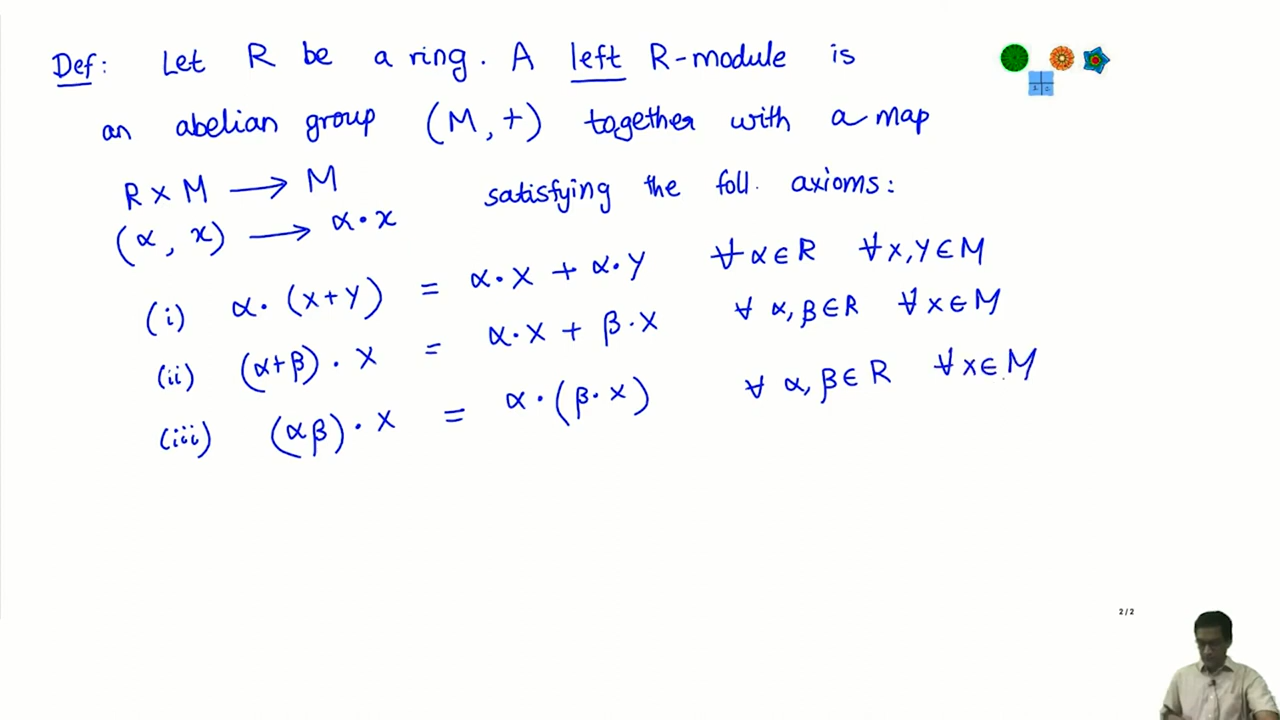 Def: Let R be a ring. A left R-module is
an abelian group (M, +) together with a map
R × M ⟶ M satisfying the foll. axioms:
(α, x) ⟶ α·x
(i) α·(x+y) = α·x + α·y ∀ α∈R ∀ x,y∈M
(ii) (α+β)·x = α·x + β·x ∀ α,β∈R ∀ x∈M
(iii) (αβ)·x = α·(β·x) ∀ α,β∈R ∀ x∈M
2/2